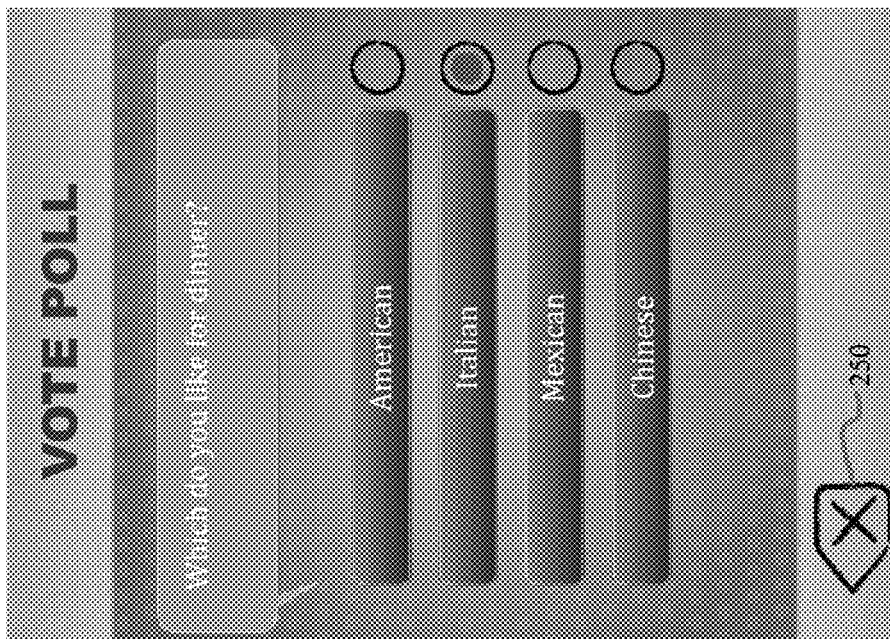 VOTE POLL
Which do you like for dinner?
American
Italian
Mexican
Chinese
250